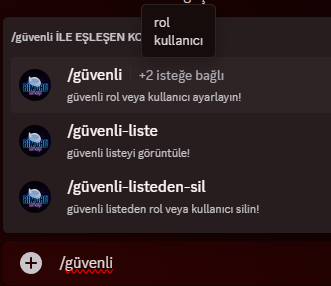 rol
kullanıcı
/güvenli İLE EŞLEŞEN KO
/güvenli +2 isteğe bağlı
güvenli rol veya kullanıcı ayarlayın!
/güvenli-liste
güvenli listeyi görüntüle!
/güvenli-listeden-sil
güvenli listeden rol veya kullanıcı silin!
/güvenli